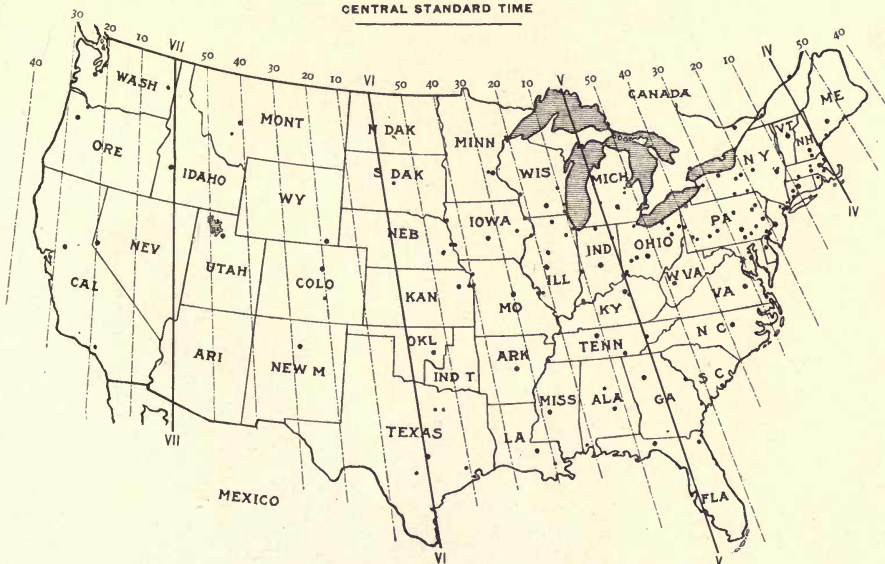 CENTRAL STANDARD TIME
30 20 10 VII 50 40 30 20 10 VI 50 40 30 20 10 V 50 40 30 20 10 IV 50 40
40
CANADA
WASH MONT N DAK MINN ME
VT NH
ORE IDAHO S DAK WIS MICH N Y
WY
NEV NEB IOWA PA
UTAH IND OHIO
CAL COLO KAN ILL W VA VA
MO KY
N C
ARI NEW M OKL ARK TENN
IND T S C
MISS ALA GA
TEXAS LA
VII
MEXICO FLA
VI V
IV